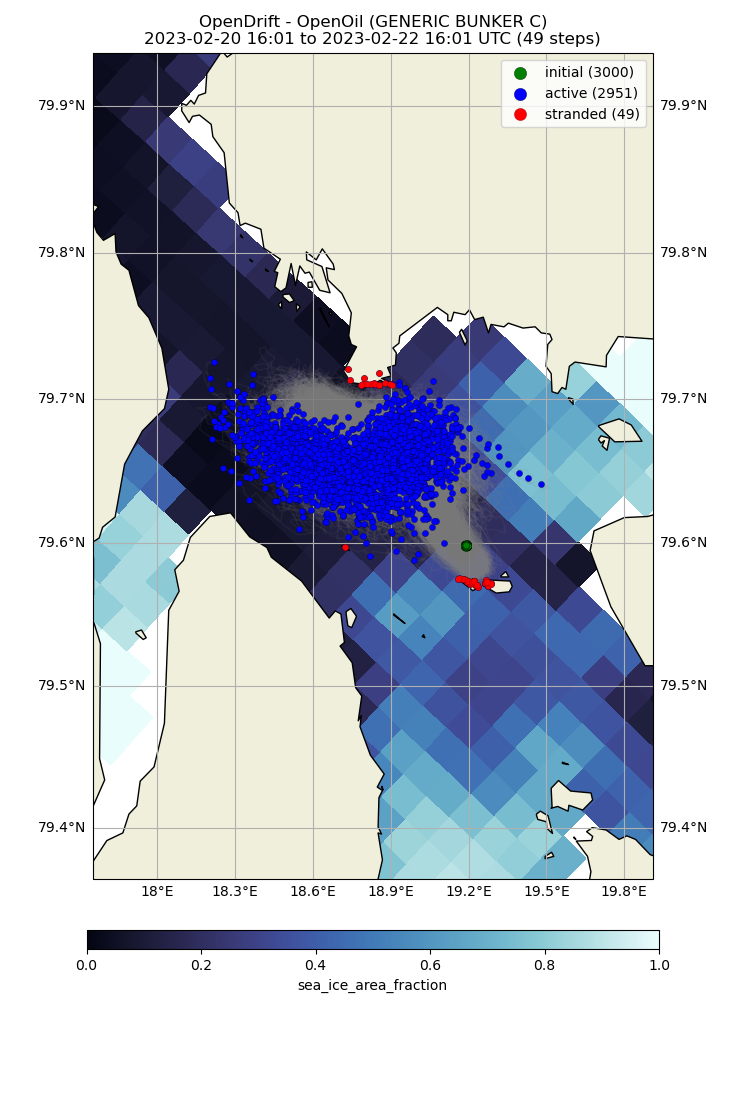 OpenDrift - OpenOil (GENERIC BUNKER C)
2023-02-20 16:01 to 2023-02-22 16:01 UTC (49 steps)
initial (3000)
active (2951)
stranded (49)
79.9°N 79.9°N
79.8°N 79.8°N
79.7°N 79.7°N
79.6°N 79.6°N
79.5°N 79.5°N
79.4°N 79.4°N
18°E 18.3°E 18.6°E 18.9°E 19.2°E 19.5°E 19.8°E
0.0 0.2 0.4 0.6 0.8 1.0
sea_ice_area_fraction